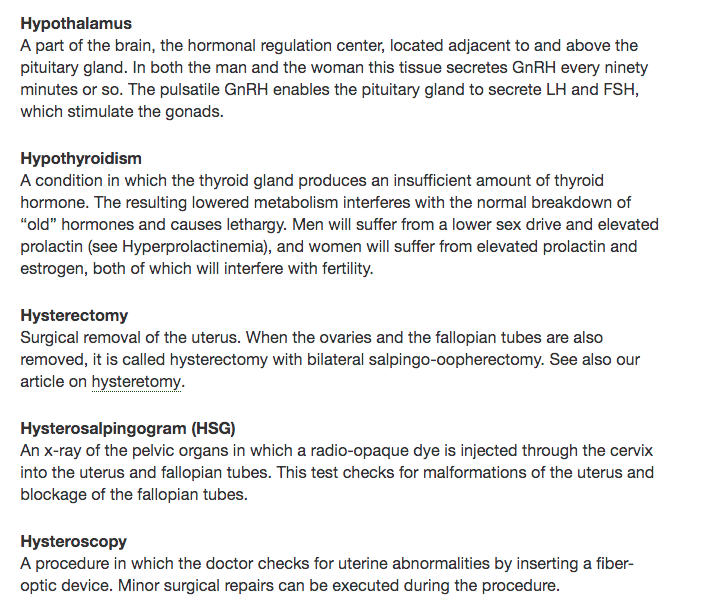 Hypothalamus
A part of the brain, the hormonal regulation center, located adjacent to and above the
pituitary gland. In both the man and the woman this tissue secretes GnRH every ninety
minutes or so. The pulsatile GnRH enables the pituitary gland to secrete LH and FSH,
which stimulate the gonads.
Hypothyroidism
A condition in which the thyroid gland produces an insufficient amount of thyroid
hormone. The resulting lowered metabolism interferes with the normal breakdown of
“old” hormones and causes lethargy. Men will suffer from a lower sex drive and elevated
prolactin (see Hyperprolactinemia), and women will suffer from elevated prolactin and
estrogen, both of which will interfere with fertility.
Hysterectomy
Surgical removal of the uterus. When the ovaries and the fallopian tubes are also
removed, it is called hysterectomy with bilateral salpingo-oopherectomy. See also our
article on hysteretomy.
Hysterosalpingogram (HSG)
An x-ray of the pelvic organs in which a radio-opaque dye is injected through the cervix
into the uterus and fallopian tubes. This test checks for malformations of the uterus and
blockage of the fallopian tubes.
Hysteroscopy
A procedure in which the doctor checks for uterine abnormalities by inserting a fiber-
optic device. Minor surgical repairs can be executed during the procedure.